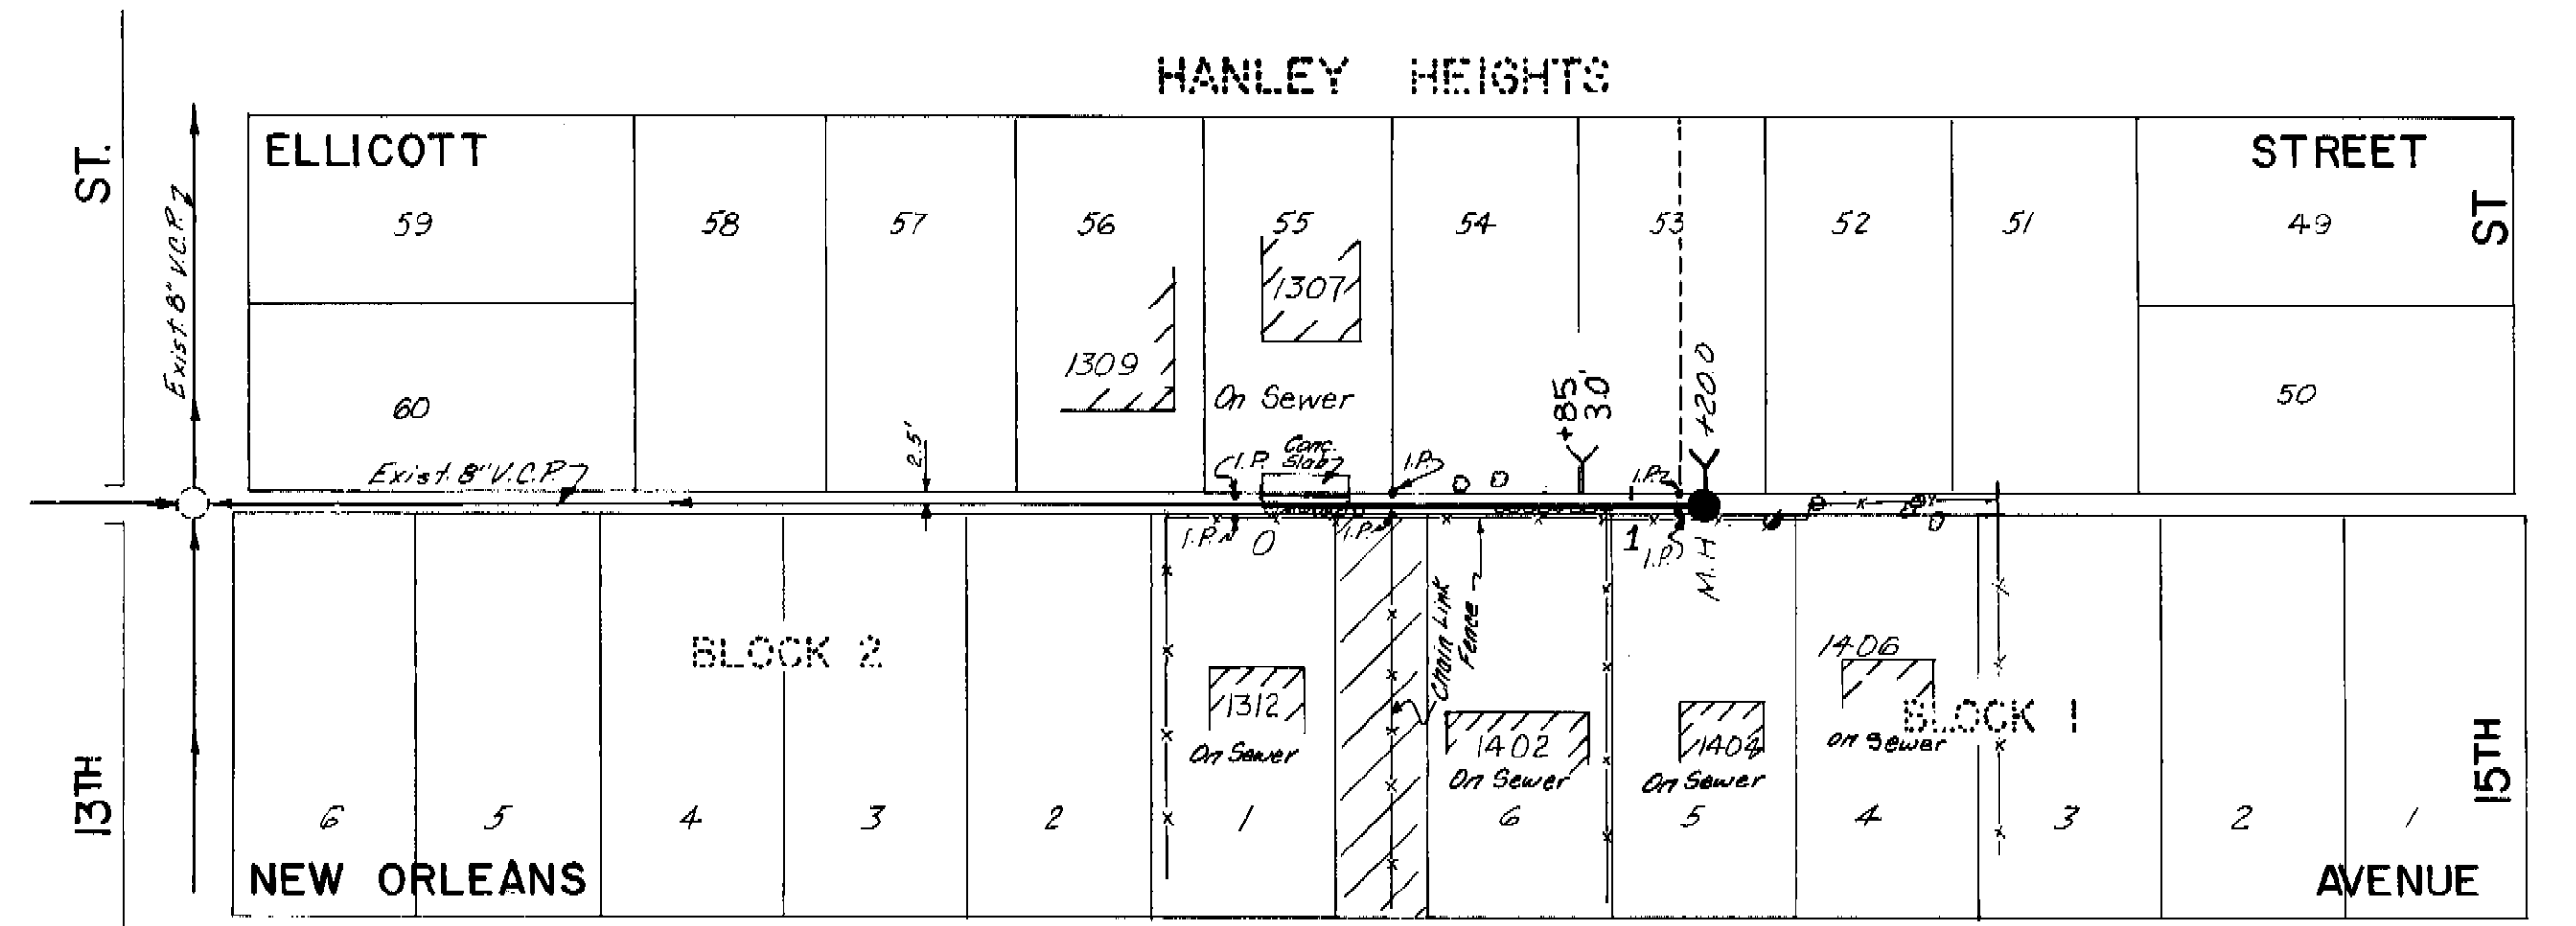 HANLEY HEIGHTS
ST.
ELLICOTT
STREET
ST
59
58
57
56
55
54
53
52
51
49
Exist. 8" V.C.P.
1307
1309
60
On Sewer
+85
3.0'
+20.0
50
2.5'
Exist. 8" V.C.P.
I.P.
Conc.
Slab
I.P.
I.P.
I.P.
0
I.P.
1
I.P.
M.H
Chain Link
Fence
BLOCK 2
1312
On Sewer
1402
On Sewer
1404
On Sewer
1406
On Sewer
BLOCK 1
13TH
15TH
6
5
4
3
2
1
6
5
4
3
2
1
NEW ORLEANS
AVENUE